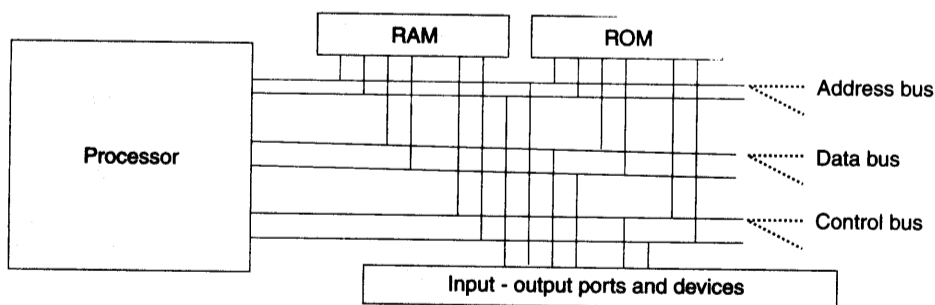 RAM
ROM
Address bus
Processor
Data bus
Control bus
Input - output ports and devices